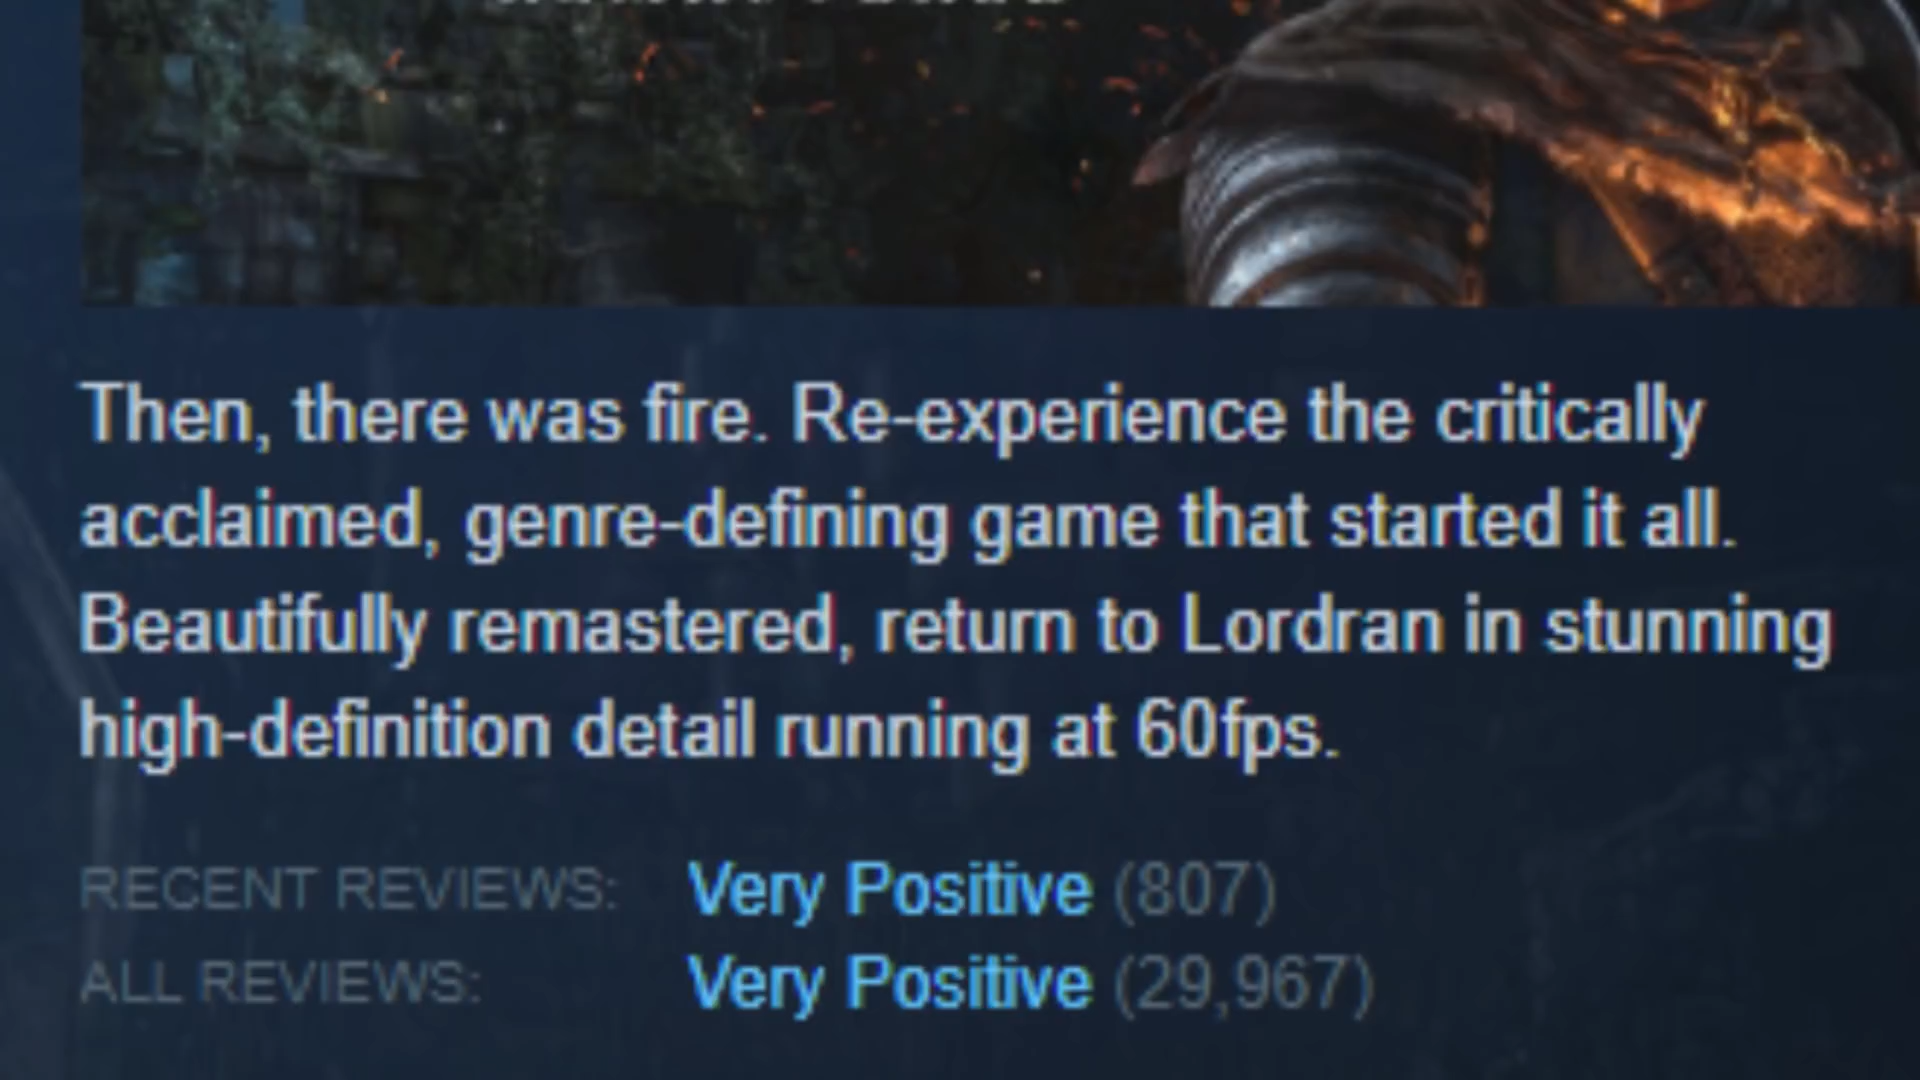 Then, there was fire. Re-experience the critically
acclaimed, genre-defining game that started it all.
Beautifully remastered, return to Lordran in stunning
high-definition detail running at 60fps.
RECENT REVIEWS: Very Positive (807)
ALL REVIEWS: Very Positive (29,967)